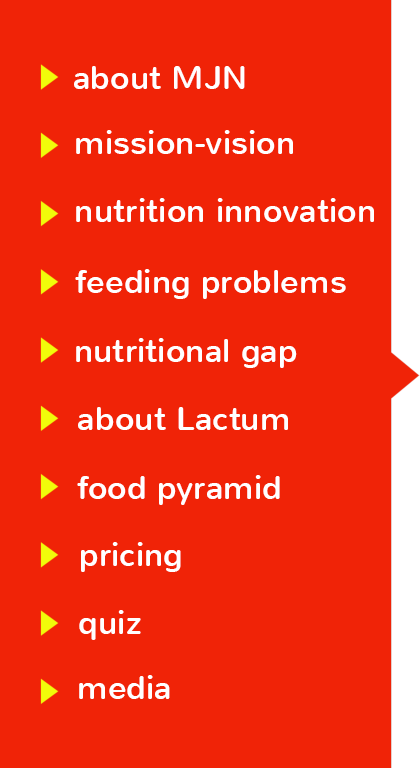 about MJN
mission-vision
nutrition innovation
feeding problems
nutritional gap
about Lactum
food pyramid
pricing
quiz
media